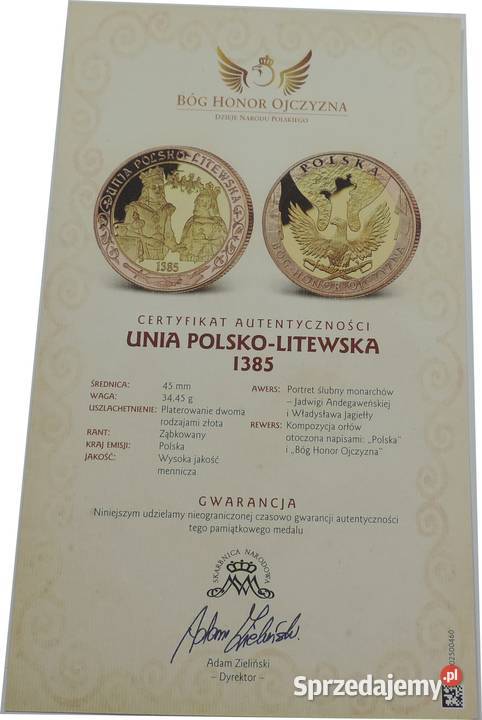 BÓG HONOR OJCZYZNA
DZIEJE NARODU POLSKIEGO
UNIA POLSKO-LITEWSKA
1385
POLSKA
BÓG HONOR OJCZYZNA
CERTYFIKAT AUTENTYCZNOŚCI
UNIA POLSKO-LITEWSKA
1385
ŚREDNICA: 45 mm
WAGA: 34,45 g
USZLACHETNIENIE: Platerowanie dwoma
rodzajami złota
RANT: Ząbkowany
KRAJ EMISJI: Polska
JAKOŚĆ: Wysoka jakość
mennicza
AWERS: Portret ślubny monarchów
– Jadwigi Andegaweńskiej
i Władysława Jagiełły
REWERS: Kompozycja orłów
otoczona napisami: „Polska”
i „Bóg Honor Ojczyzna”
GWARANCJA
Niniejszym udzielamy nieograniczonej czasowo gwarancji autentyczności
tego pamiątkowego medalu
SKARBNICA NARODOWA
Adam Zieliński
Adam Zieliński
– Dyrektor –
Sprzedajemy.pl